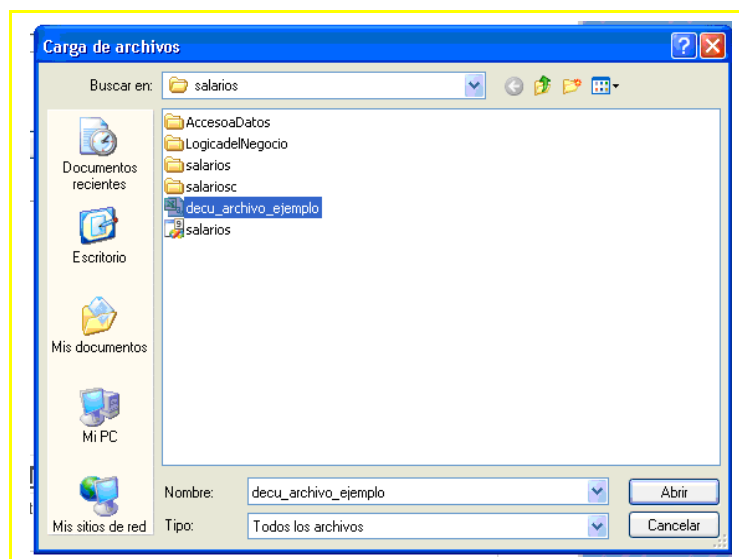 Carga de archivos
Buscar en: salarios
AccesoaDatos
LogicadelNegocio
salarios
salariosc
decu_archivo_ejemplo
salarios
Documentos
recientes
Escritorio
Mis documentos
Mi PC
Mis sitios de red
Nombre: decu_archivo_ejemplo Abrir
Tipo: Todos los archivos Cancelar